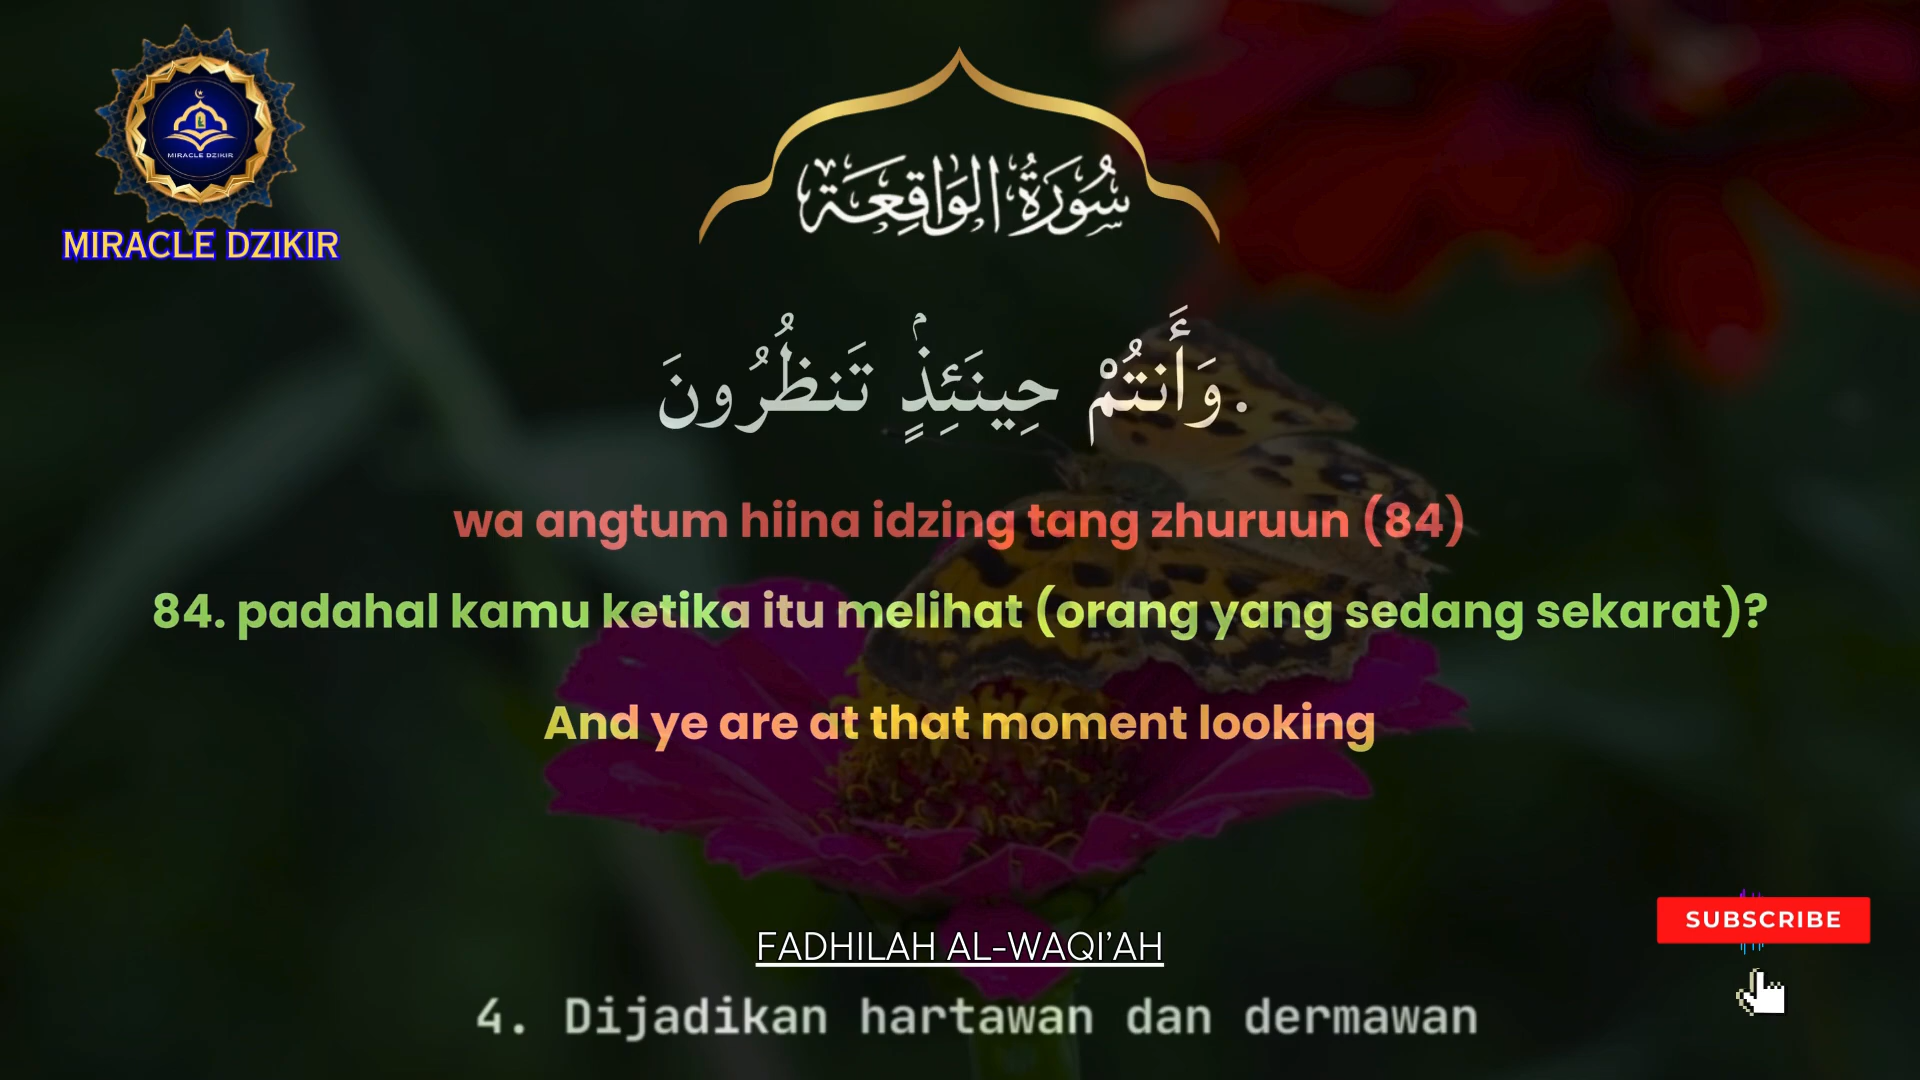 MIRACLE DZIKIR
MIRACLE DZIKIR
سُورَةُ الوَاقِعَة
وَأَنتُمْ حِينَئِذٍۢ تَنظُرُونَ.
wa angtum hiina idzing tang zhuruun (84)
84. padahal kamu ketika itu melihat (orang yang sedang sekarat)?
And ye are at that moment looking
SUBSCRIBE
FADHILAH AL-WAQI'AH
4. Dijadikan hartawan dan dermawan